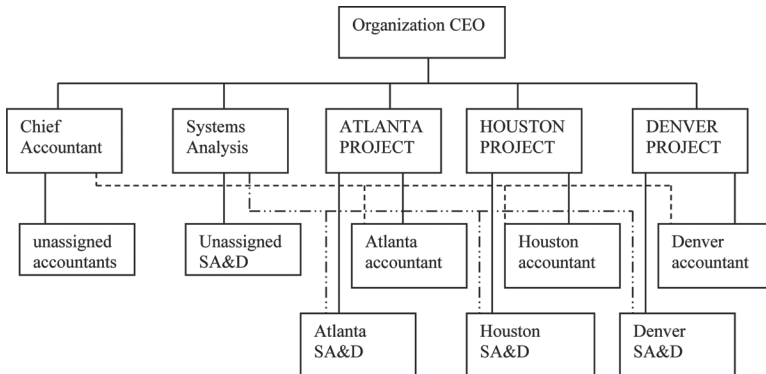 Organization CEO
Chief
Accountant
Systems
Analysis
ATLANTA
PROJECT
HOUSTON
PROJECT
DENVER
PROJECT
unassigned
accountants
Unassigned
SA&D
Atlanta
accountant
Houston
accountant
Denver
accountant
Atlanta
SA&D
Houston
SA&D
Denver
SA&D